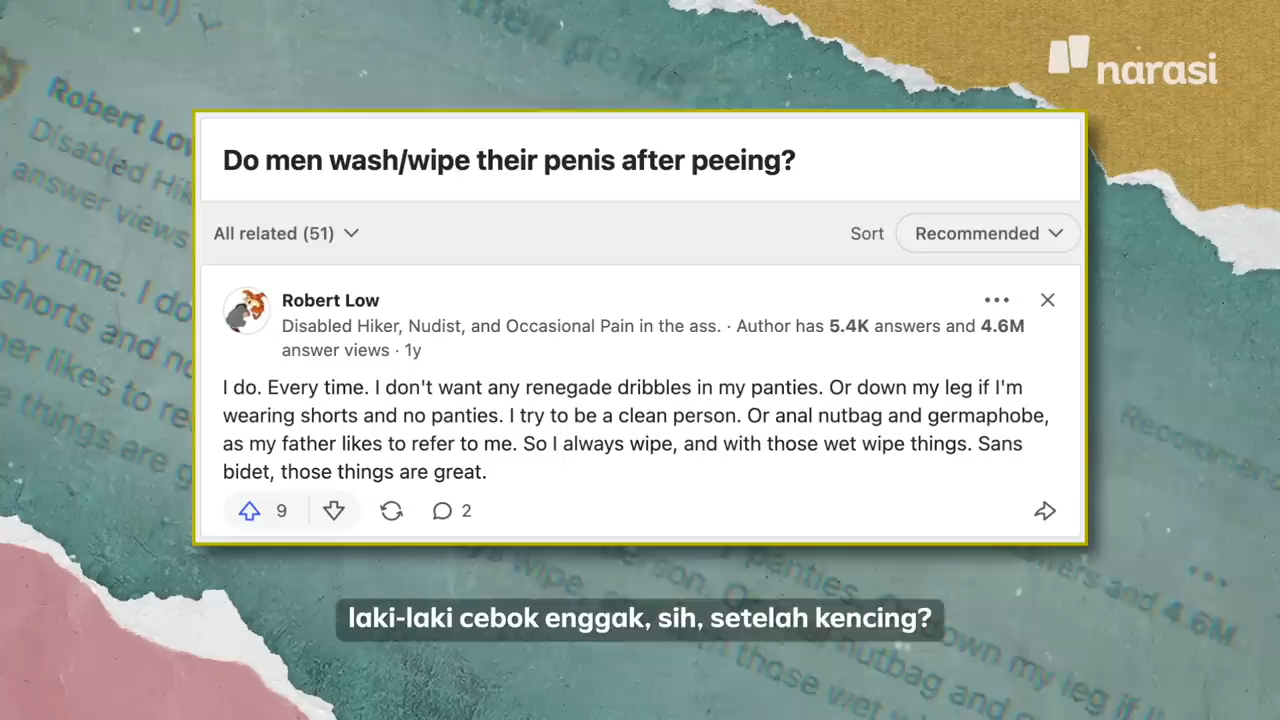 narasi
Do men wash/wipe their penis after peeing?
All related (51)
Sort
Recommended
Robert Low
Disabled Hiker, Nudist, and Occasional Pain in the ass. · Author has 5.4K answers and 4.6M
answer views · 1y
I do. Every time. I don't want any renegade dribbles in my panties. Or down my leg if I'm
wearing shorts and no panties. I try to be a clean person. Or anal nutbag and germaphobe,
as my father likes to refer to me. So I always wipe, and with those wet wipe things. Sans
bidet, those things are great.
9
2
laki-laki cebok enggak, sih, setelah kencing?